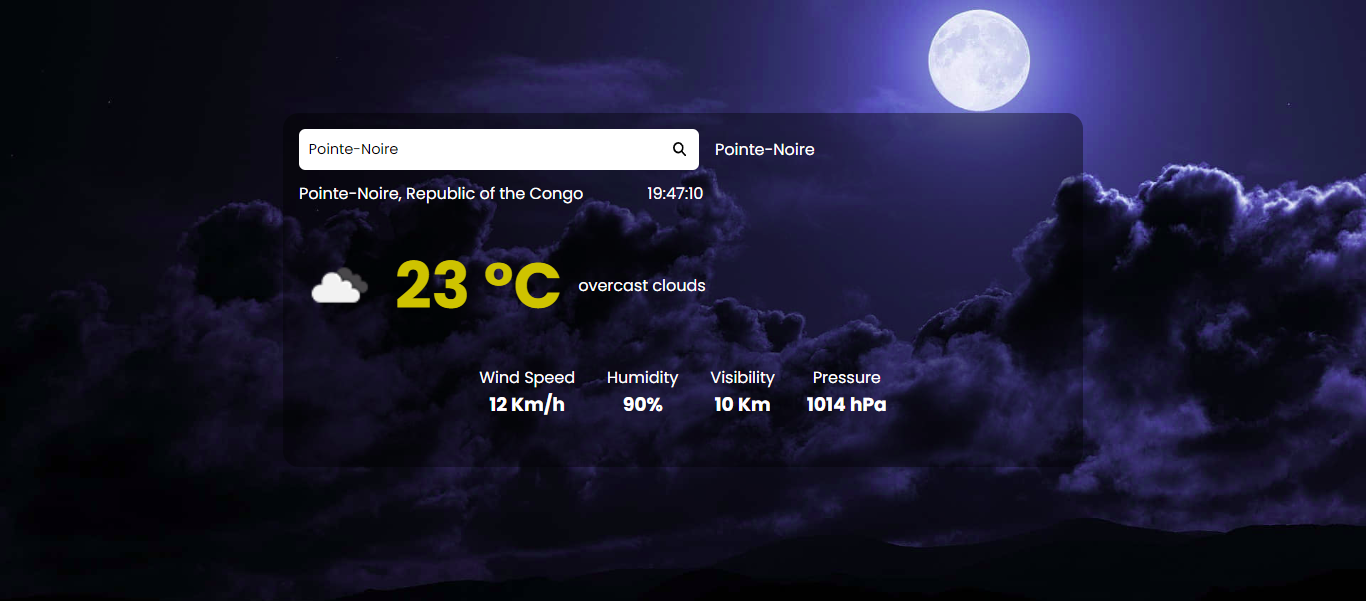 Pointe-Noire Pointe-Noire
Pointe-Noire, Republic of the Congo 19:47:10
23 °C overcast clouds
Wind Speed Humidity Visibility Pressure
12 Km/h 90% 10 Km 1014 hPa